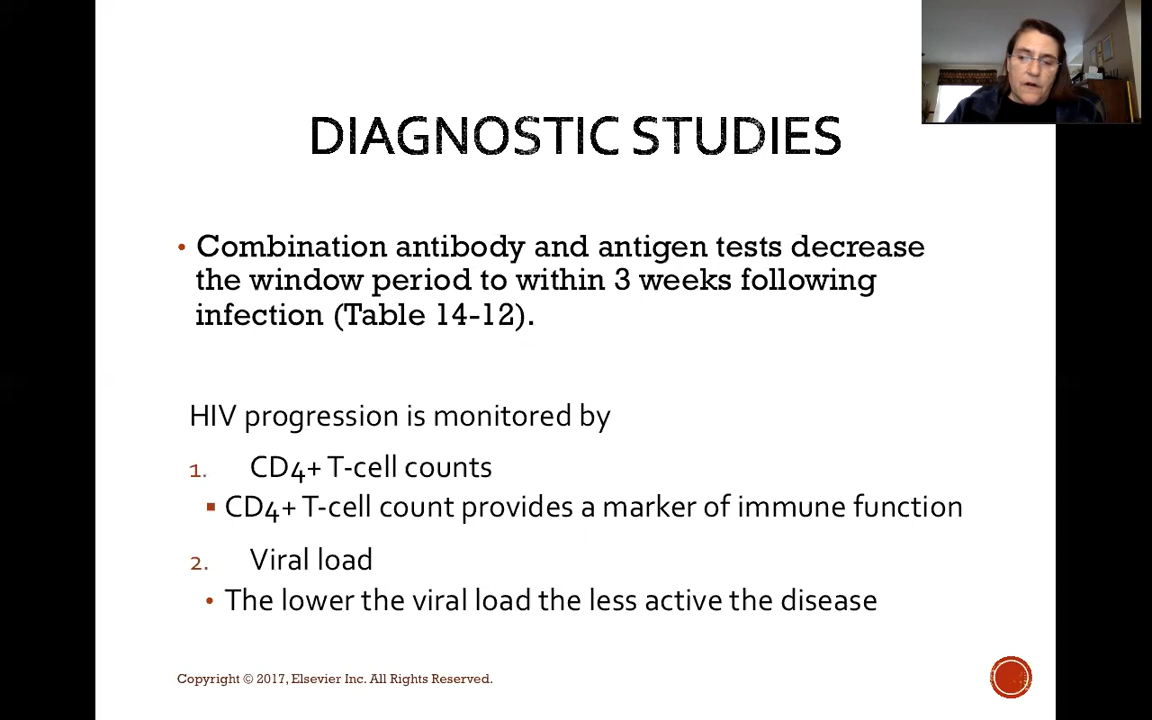 DIAGNOSTIC STUDIES
• Combination antibody and antigen tests decrease
the window period to within 3 weeks following
infection (Table 14-12).
HIV progression is monitored by
1. CD4+ T-cell counts
▪ CD4+ T-cell count provides a marker of immune function
2. Viral load
• The lower the viral load the less active the disease
Copyright © 2017, Elsevier Inc. All Rights Reserved.